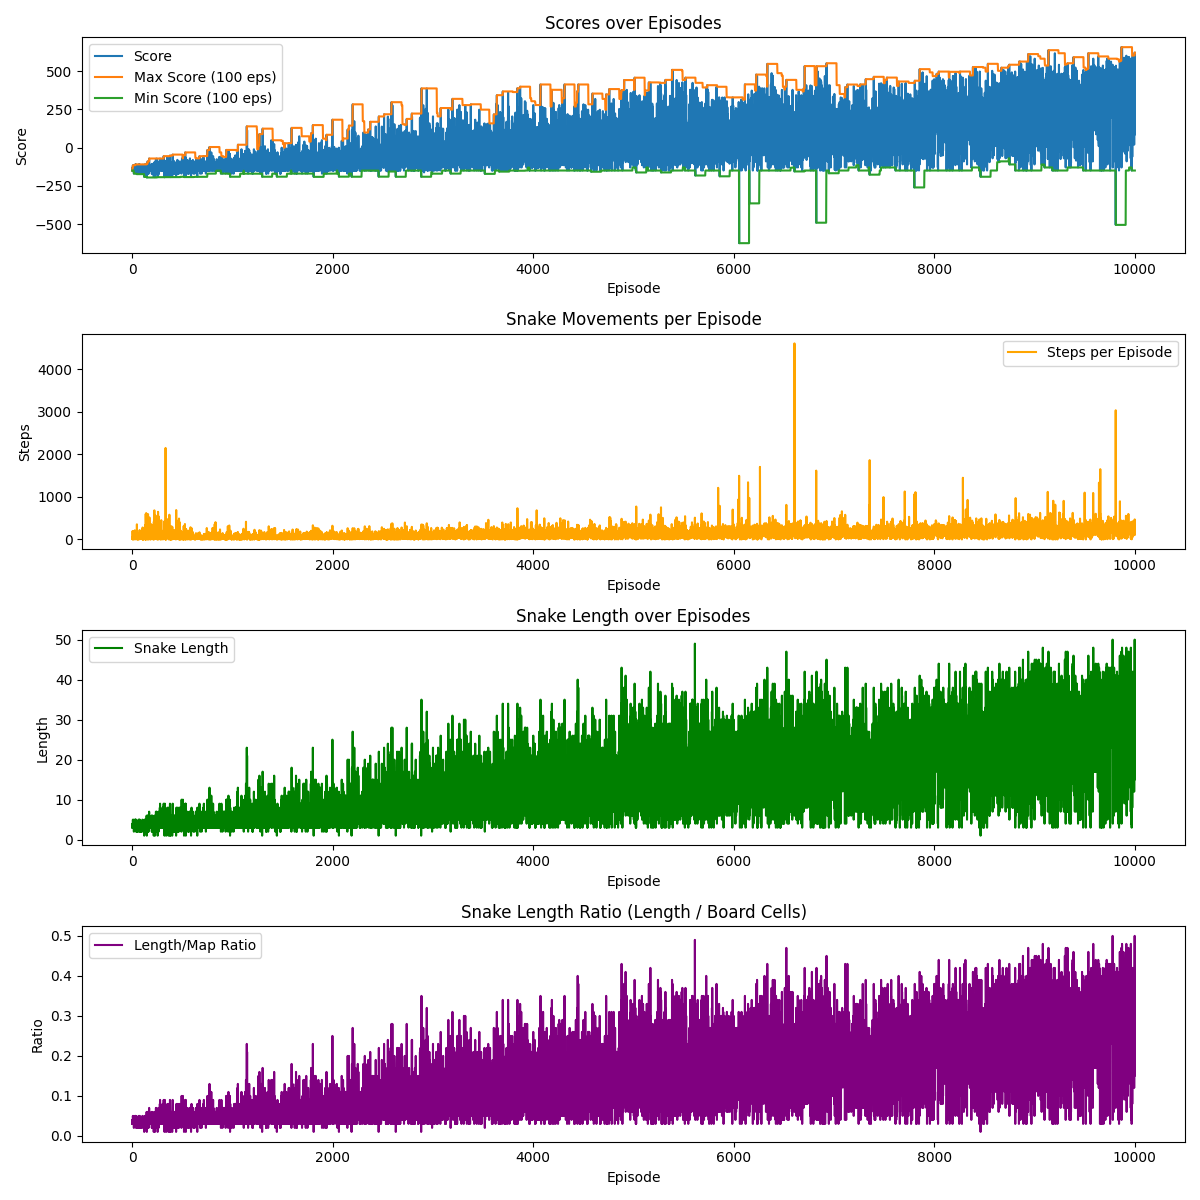 Scores over Episodes
Score
Max Score (100 eps)
Min Score (100 eps)
500
250
0
−250
−500
Score
0 2000 4000 6000 8000 10000
Episode
Snake Movements per Episode
Steps per Episode
4000
3000
2000
1000
0
Steps
0 2000 4000 6000 8000 10000
Episode
Snake Length over Episodes
Snake Length
50
40
30
20
10
0
Length
0 2000 4000 6000 8000 10000
Episode
Snake Length Ratio (Length / Board Cells)
Length/Map Ratio
0.5
0.4
0.3
0.2
0.1
0.0
Ratio
0 2000 4000 6000 8000 10000
Episode